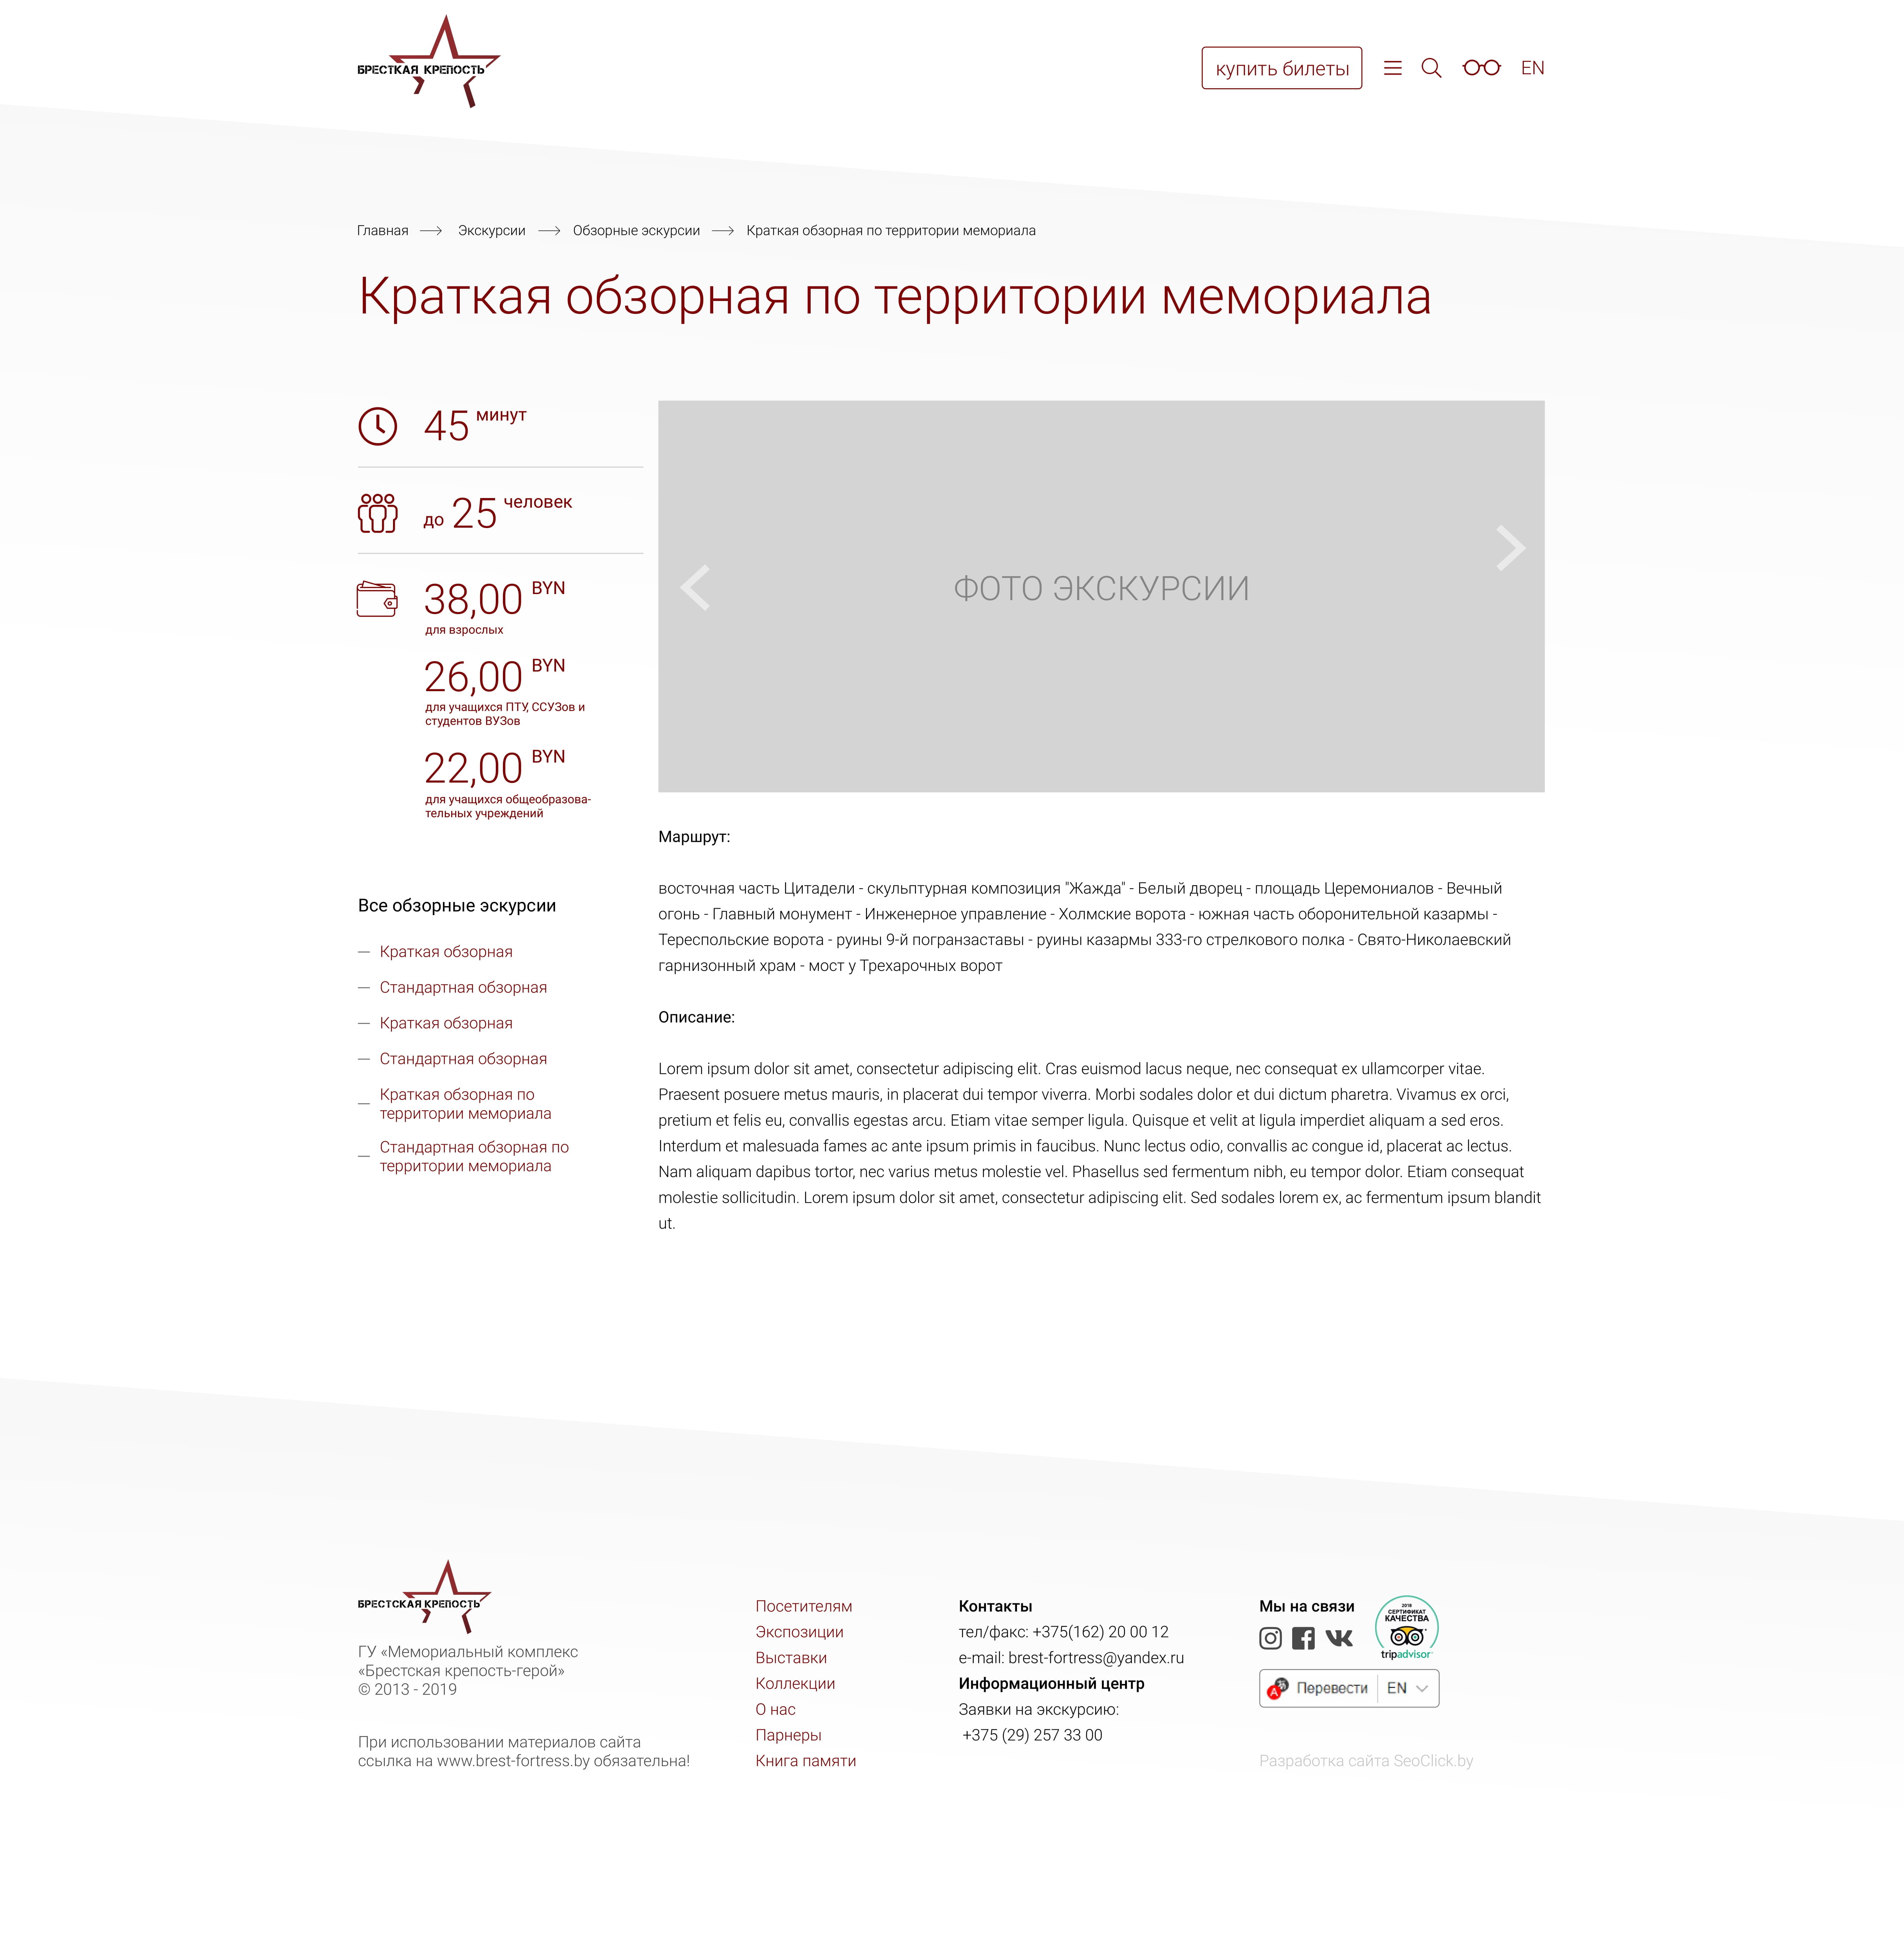 БРЕСТКАЯ КРЕПОСТЬ
купить билеты
EN
Главная
Экскурсии
Обзорные эскурсии
Краткая обзорная по территории мемориала
Краткая обзорная по территории мемориала
45 минут
до 25 человек
38,00 BYN
для взрослых
26,00 BYN
для учащихся ПТУ, ССУЗов и
студентов ВУЗов
22,00 BYN
для учащихся общеобразова-
тельных учреждений
Все обзорные эскурсии
— Краткая обзорная
— Стандартная обзорная
— Краткая обзорная
— Стандартная обзорная
— Краткая обзорная по
территории мемориала
— Стандартная обзорная по
территории мемориала
ФОТО ЭКСКУРСИИ
Маршрут:
восточная часть Цитадели - скульптурная композиция "Жажда" - Белый дворец - площадь Церемониалов - Вечный
огонь - Главный монумент - Инженерное управление - Холмские ворота - южная часть оборонительной казармы -
Тереспольские ворота - руины 9-й погранзаставы - руины казармы 333-го стрелкового полка - Свято-Николаевский
гарнизонный храм - мост у Трехарочных ворот
Описание:
Lorem ipsum dolor sit amet, consectetur adipiscing elit. Cras euismod lacus neque, nec consequat ex ullamcorper vitae.
Praesent posuere metus mauris, in placerat dui tempor viverra. Morbi sodales dolor et dui dictum pharetra. Vivamus ex orci,
pretium et felis eu, convallis egestas arcu. Etiam vitae semper ligula. Quisque et velit at ligula imperdiet aliquam a sed eros.
Interdum et malesuada fames ac ante ipsum primis in faucibus. Nunc lectus odio, convallis ac congue id, placerat ac lectus.
Nam aliquam dapibus tortor, nec varius metus molestie vel. Phasellus sed fermentum nibh, eu tempor dolor. Etiam consequat
molestie sollicitudin. Lorem ipsum dolor sit amet, consectetur adipiscing elit. Sed sodales lorem ex, ac fermentum ipsum blandit
ut.
БРЕСТСКАЯ КРЕПОСТЬ
ГУ «Мемориальный комплекс
«Брестская крепость-герой»
© 2013 - 2019
При использовании материалов сайта
ссылка на www.brest-fortress.by обязательна!
Посетителям
Экспозиции
Выставки
Коллекции
О нас
Парнеры
Книга памяти
Контакты
тел/факс: +375(162) 20 00 12
e-mail: brest-fortress@yandex.ru
Информационный центр
Заявки на экскурсию:
+375 (29) 257 33 00
Мы на связи
2018
СЕРТИФИКАТ
КАЧЕСТВА
tripadvisor
Перевести EN
Разработка сайта SeoClick.by